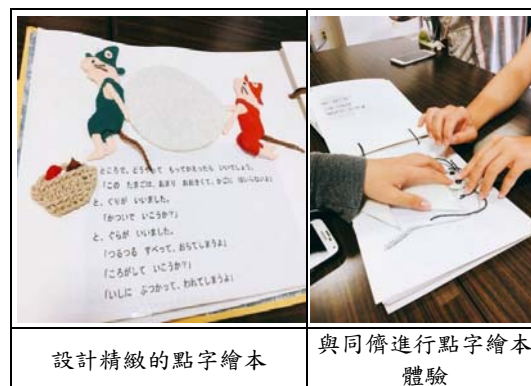 ところで、どうやって もってかえったら いいでしょう。
「この たまごは、あまり おおきくて、かごに はいらないよ」
と、ぐりが いいました。
「かついで いこうか?」
と、ぐらが いいました。
「つるつる すべって、おちてしまうよ」
「ころがして いこうか?」
「いしに ぶつかって、われてしまうよ」
設計精緻的點字繪本
與同儕進行點字繪本
體驗